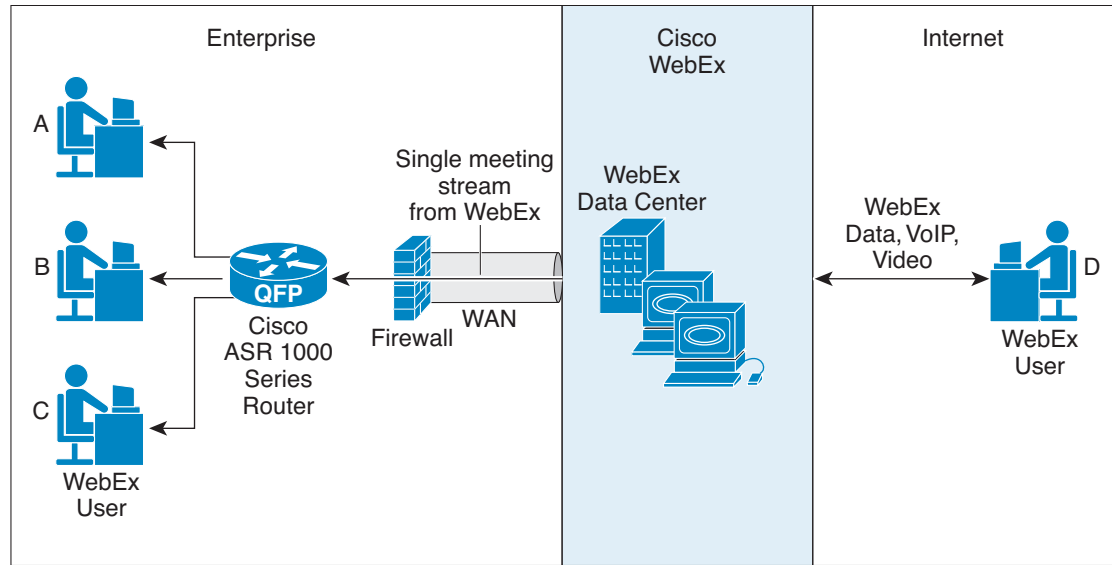 Enterprise
Cisco
WebEx
Internet
A
Single meeting
stream
from WebEx
WebEx
Data Center
WebEx
Data, VoIP,
Video
B
QFP
D
WAN
Firewall
Cisco
ASR 1000
Series
Router
WebEx
User
C
WebEx
User